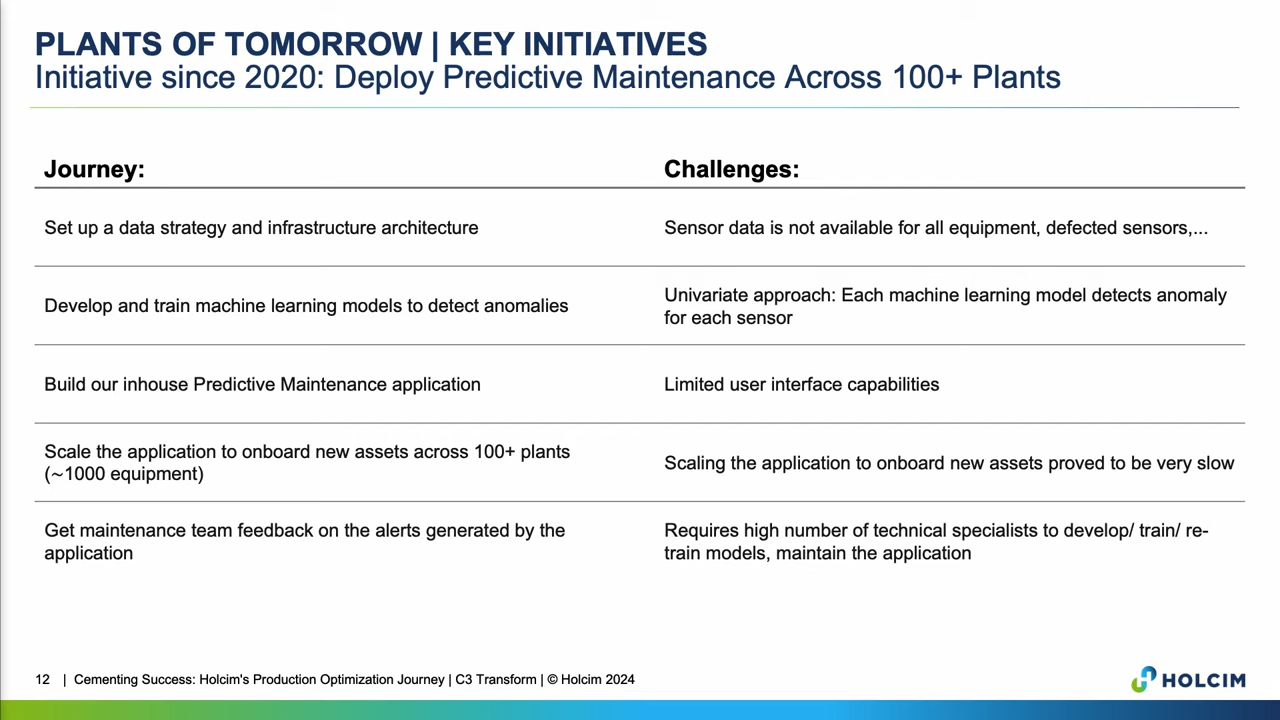 PLANTS OF TOMORROW | KEY INITIATIVES
Initiative since 2020: Deploy Predictive Maintenance Across 100+ Plants
Journey:
Challenges:
Set up a data strategy and infrastructure architecture
Sensor data is not available for all equipment, defected sensors,...
Develop and train machine learning models to detect anomalies
Univariate approach: Each machine learning model detects anomaly
for each sensor
Build our inhouse Predictive Maintenance application
Limited user interface capabilities
Scale the application to onboard new assets across 100+ plants
(~1000 equipment)
Scaling the application to onboard new assets proved to be very slow
Get maintenance team feedback on the alerts generated by the
application
Requires high number of technical specialists to develop/ train/ re-
train models, maintain the application
12 | Cementing Success: Holcim's Production Optimization Journey | C3 Transform | © Holcim 2024
HOLCIM